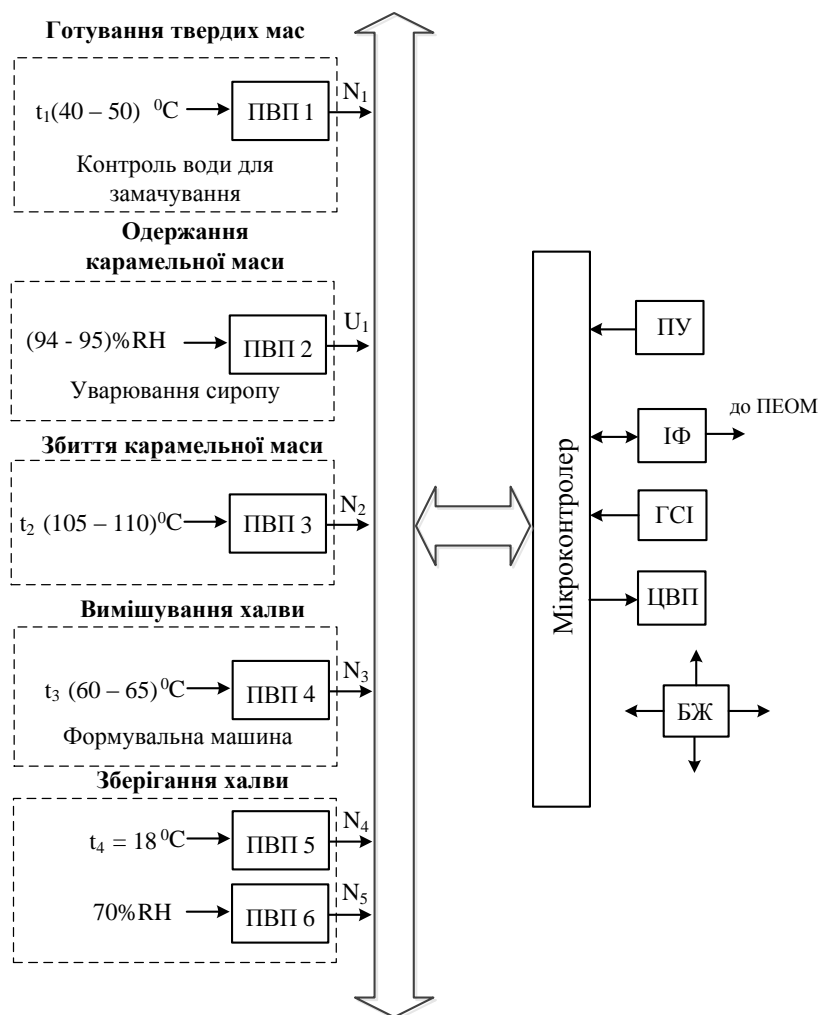 Готування твердих мас
t1(40 – 50) 0C
ПВП 1
N1
Контроль води для
замачування
Одержання
карамельної маси
(94 - 95)%RH
ПВП 2
U1
Уварювання сиропу
Збиття карамельної маси
t2 (105 – 110)0C
ПВП 3
N2
Вимішування халви
t3 (60 – 65)0C
ПВП 4
N3
Формувальна машина
Зберігання халви
t4 = 18 0C
ПВП 5
N4
70%RH
ПВП 6
N5
Мікроконтролер
ПУ
ІФ
до ПЕОМ
ГСІ
ЦВП
БЖ